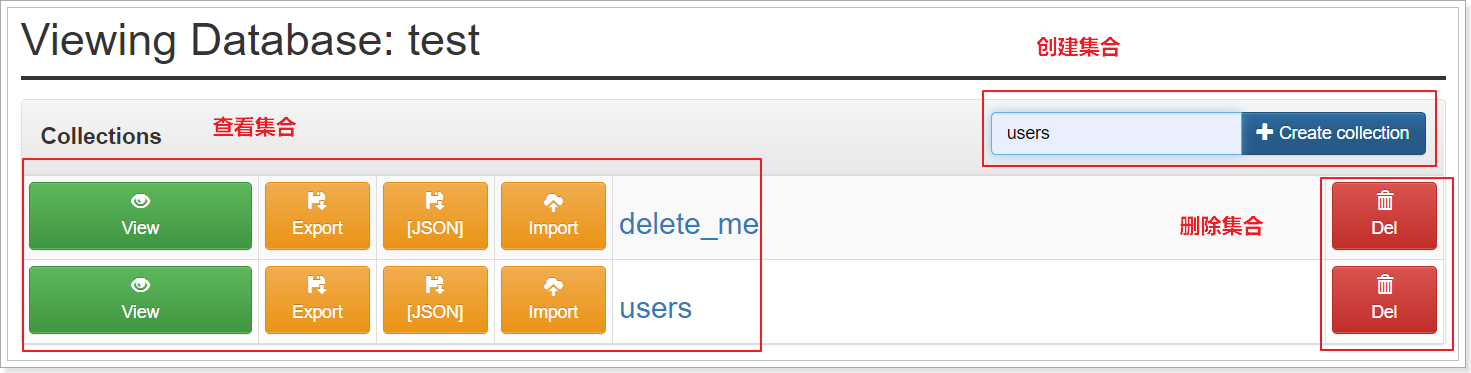 Viewing Database: test
创建集合
Collections
查看集合
users
Create collection
View
Export
[JSON]
Import
delete_me
删除集合
Del
View
Export
[JSON]
Import
users
Del